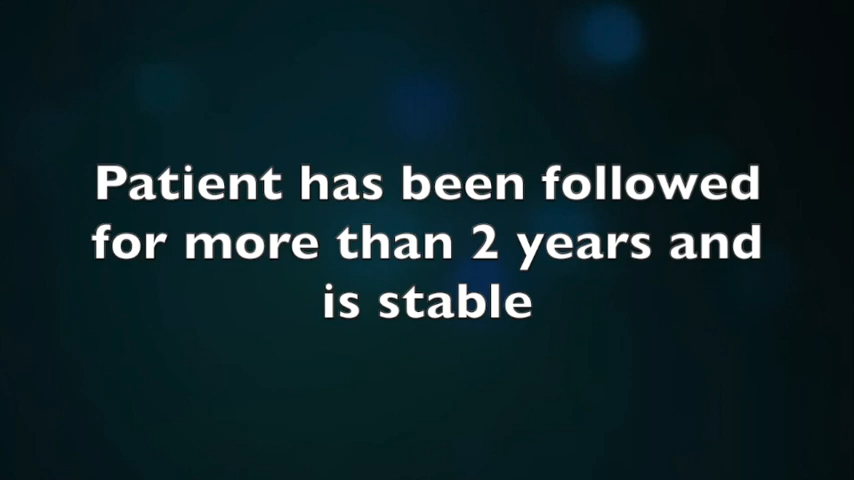 Patient has been followed
for more than 2 years and
is stable